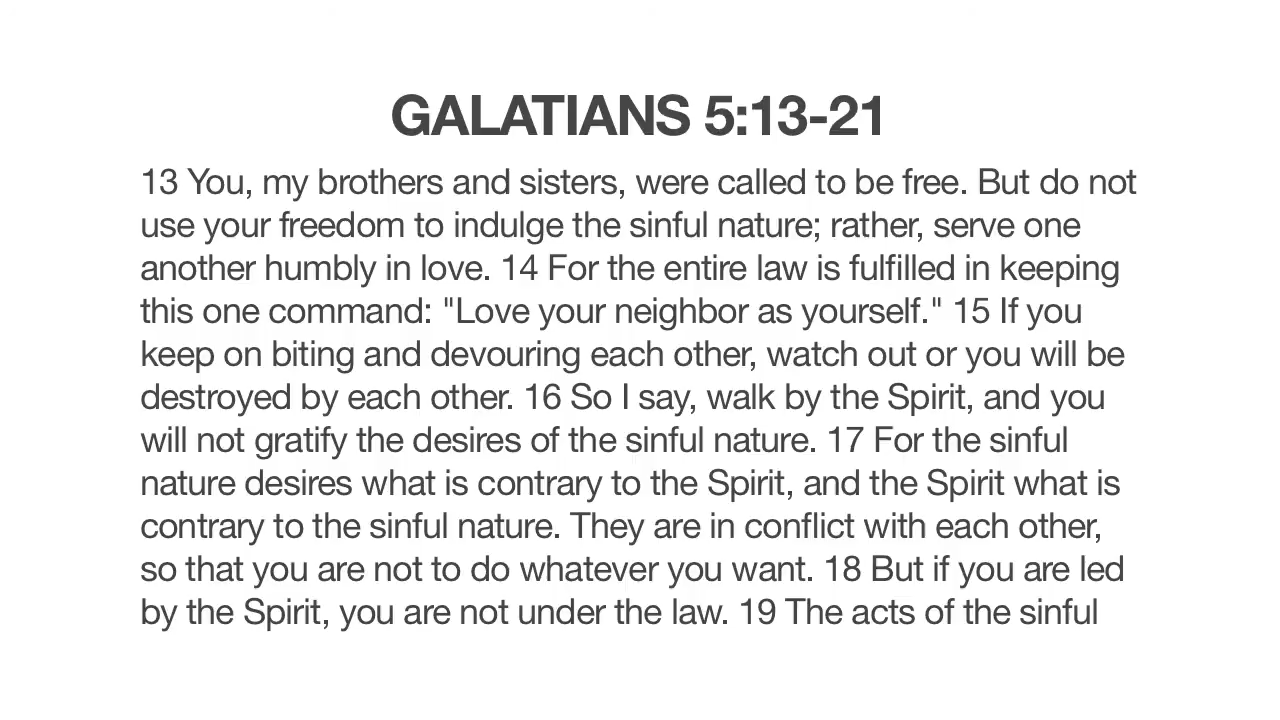 GALATIANS 5:13-21
13 You, my brothers and sisters, were called to be free. But do not
use your freedom to indulge the sinful nature; rather, serve one
another humbly in love. 14 For the entire law is fulfilled in keeping
this one command: "Love your neighbor as yourself." 15 If you
keep on biting and devouring each other, watch out or you will be
destroyed by each other. 16 So I say, walk by the Spirit, and you
will not gratify the desires of the sinful nature. 17 For the sinful
nature desires what is contrary to the Spirit, and the Spirit what is
contrary to the sinful nature. They are in conflict with each other,
so that you are not to do whatever you want. 18 But if you are led
by the Spirit, you are not under the law. 19 The acts of the sinful